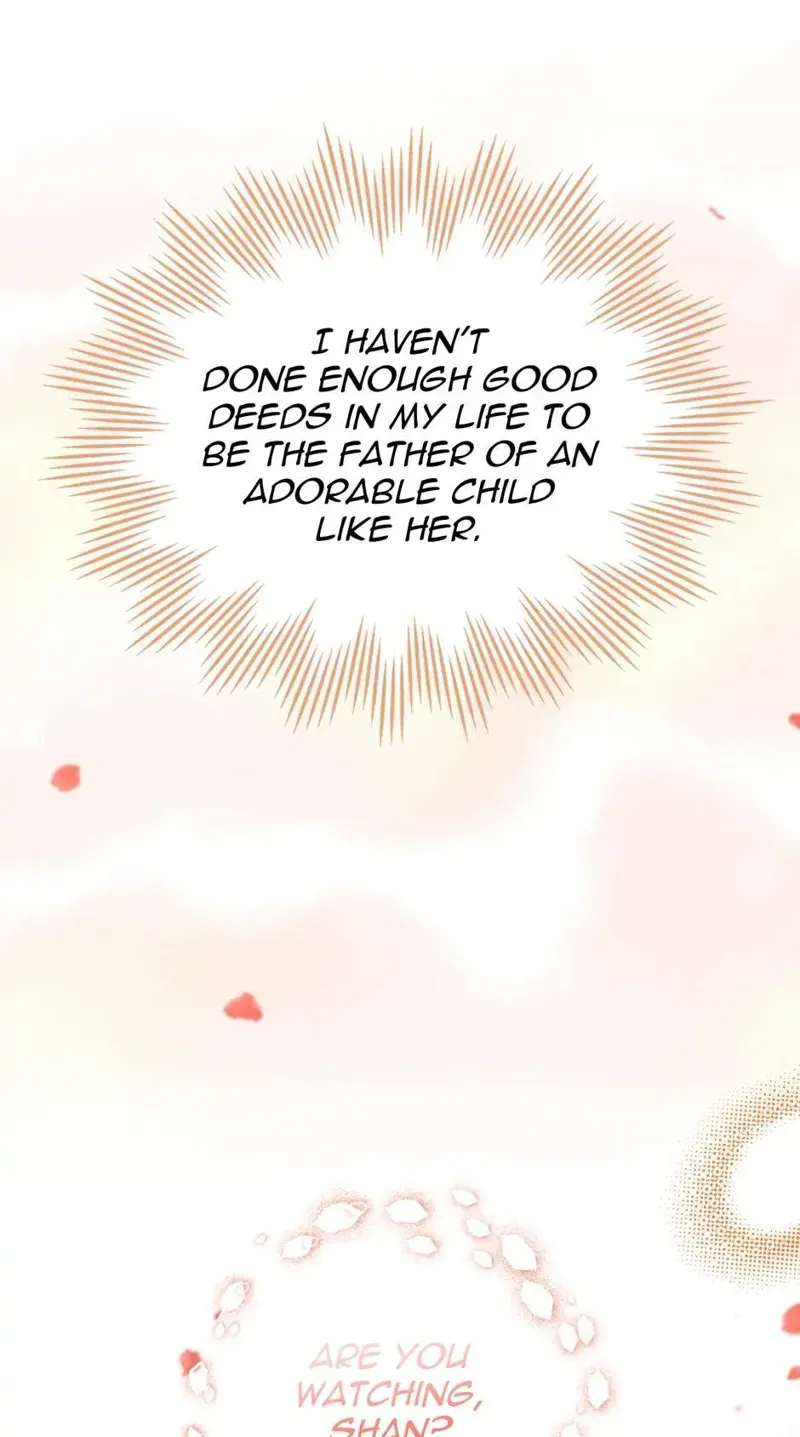 I HAVEN'T
DONE ENOUGH GOOD
DEEDS IN MY LIFE TO
BE THE FATHER OF AN
ADORABLE CHILD
LIKE HER.
ARE YOU
WATCHING,
SHAN?